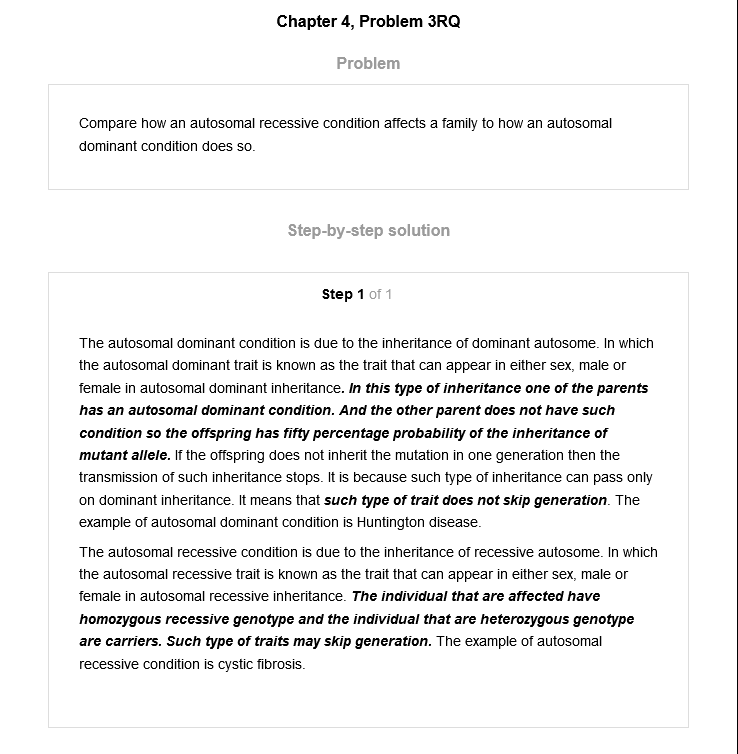 Chapter 4, Problem 3RQ
Problem
Compare how an autosomal recessive condition affects a family to how an autosomal
dominant condition does so.
Step-by-step solution
Step 1 of 1
The autosomal dominant condition is due to the inheritance of dominant autosome. In which
the autosomal dominant trait is known as the trait that can appear in either sex, male or
female in autosomal dominant inheritance. In this type of inheritance one of the parents
has an autosomal dominant condition. And the other parent does not have such
condition so the offspring has fifty percentage probability of the inheritance of
mutant allele. If the offspring does not inherit the mutation in one generation then the
transmission of such inheritance stops. It is because such type of inheritance can pass only
on dominant inheritance. It means that such type of trait does not skip generation. The
example of autosomal dominant condition is Huntington disease.
The autosomal recessive condition is due to the inheritance of recessive autosome. In which
the autosomal recessive trait is known as the trait that can appear in either sex, male or
female in autosomal recessive inheritance. The individual that are affected have
homozygous recessive genotype and the individual that are heterozygous genotype
are carriers. Such type of traits may skip generation. The example of autosomal
recessive condition is cystic fibrosis.